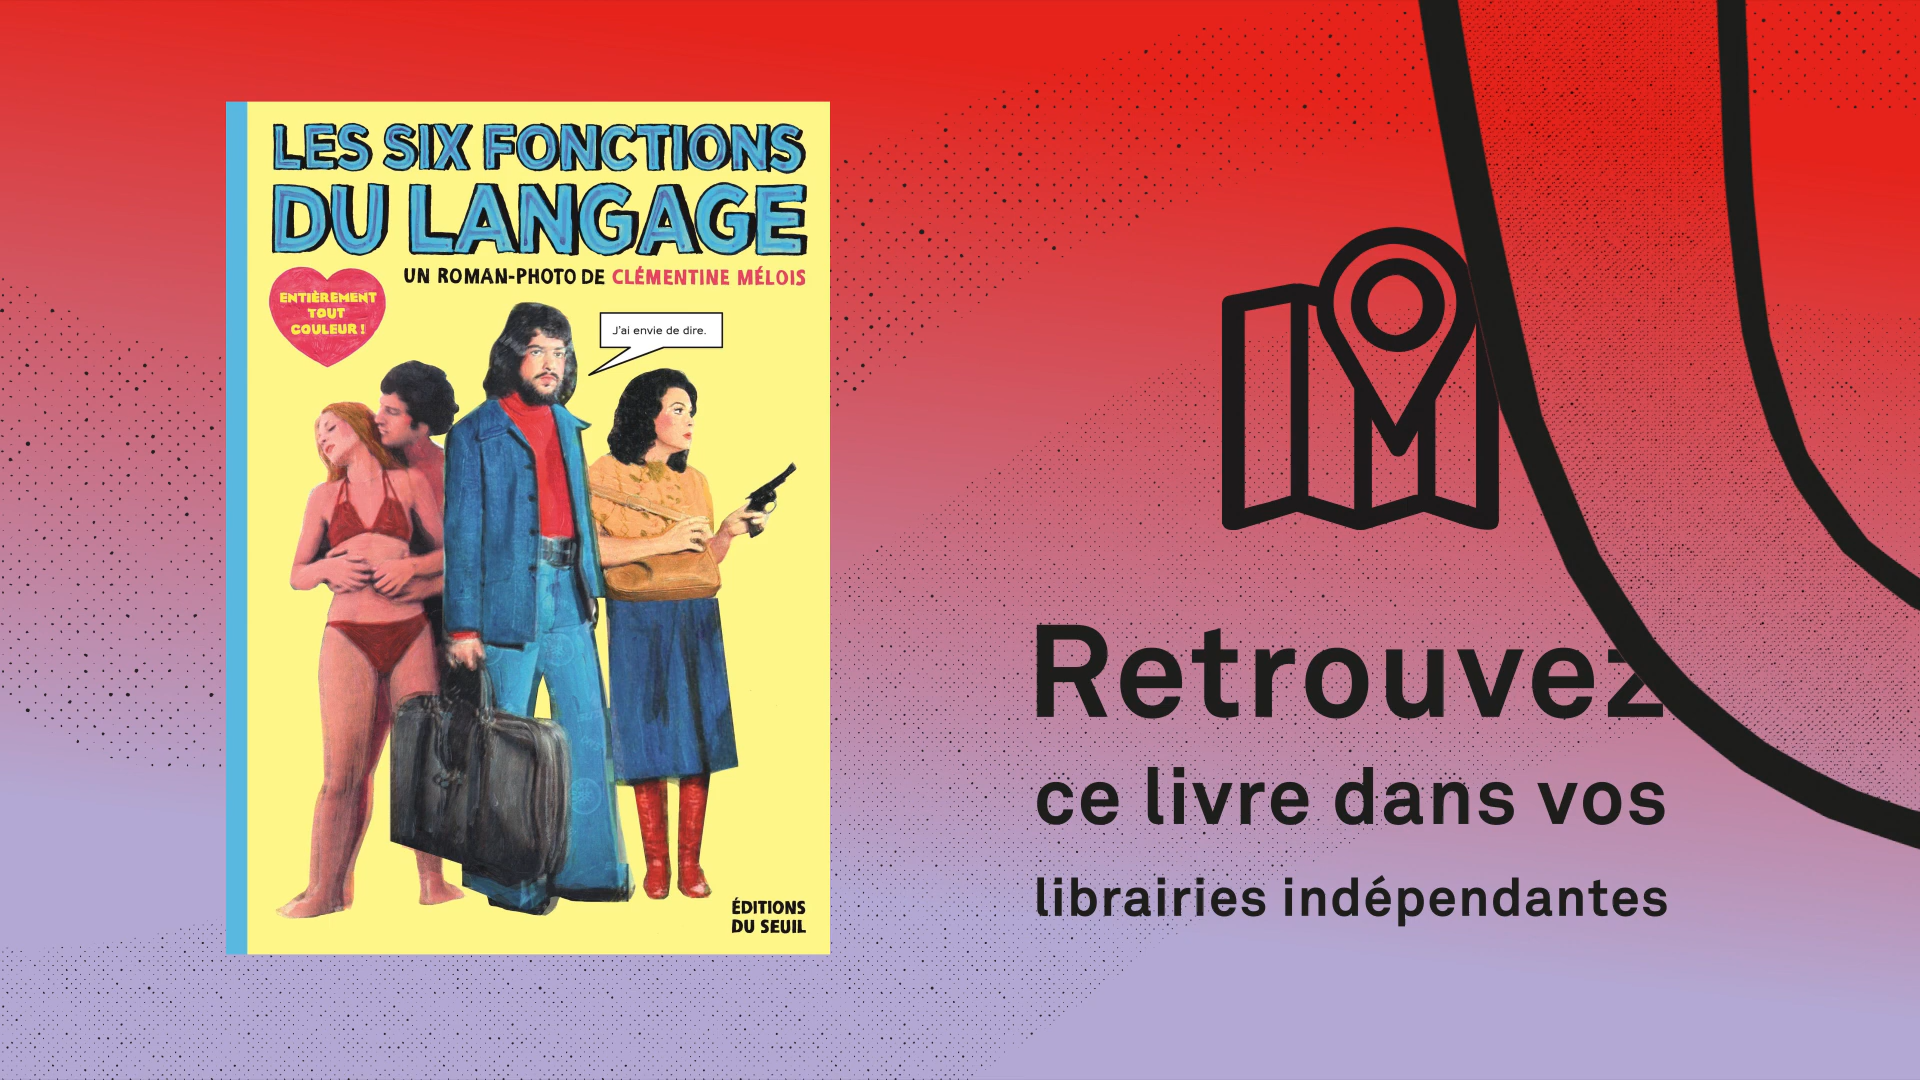 LES SIX FONCTIONS
DU LANGAGE
UN ROMAN-PHOTO DE CLÉMENTINE MÉLOIS
ENTIÈREMENT
TOUT
COULEUR !
J'ai envie de dire.
ÉDITIONS
DU SEUIL
Retrouvez
ce livre dans vos
librairies indépendantes